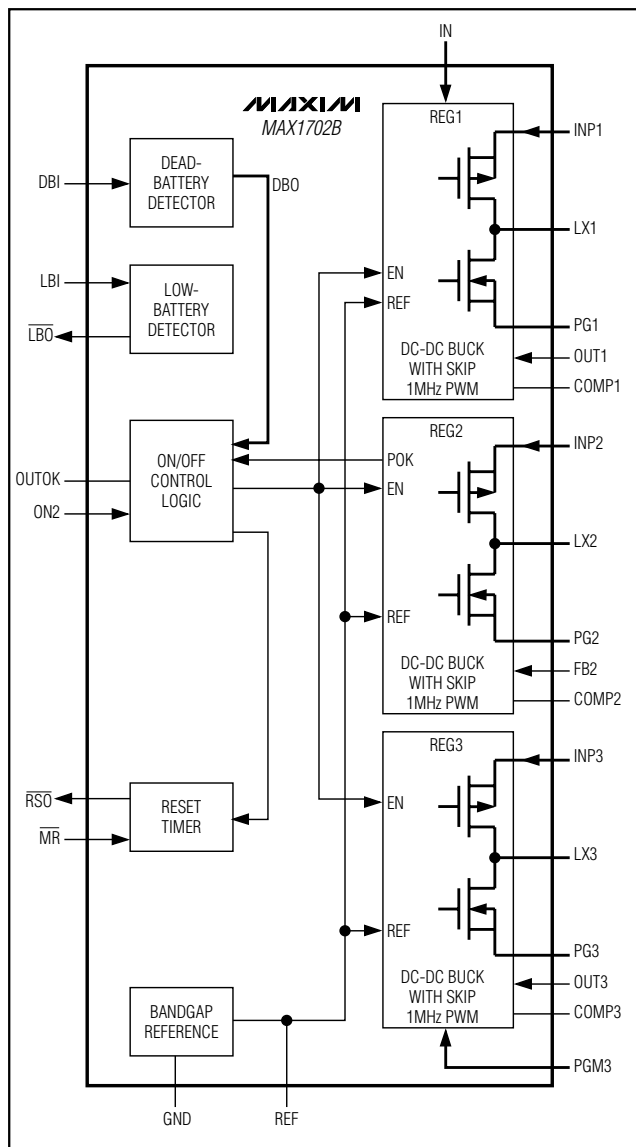 IN
MAXIM
MAX1702B
DEAD-
BATTERY
DETECTOR
DBI
DBO
LOW-
BATTERY
DETECTOR
LBI
LBO
ON/OFF
CONTROL
LOGIC
OUTOK
ON2
RESET
TIMER
RSO
MR
BANDGAP
REFERENCE
GND
REF
REG1
INP1
LX1
EN
REF
PG1
DC-DC BUCK
WITH SKIP
1MHz PWM
OUT1
COMP1
REG2
INP2
POK
EN
LX2
REF
PG2
DC-DC BUCK
WITH SKIP
1MHz PWM
FB2
COMP2
REG3
INP3
EN
LX3
REF
PG3
DC-DC BUCK
WITH SKIP
1MHz PWM
OUT3
COMP3
PGM3